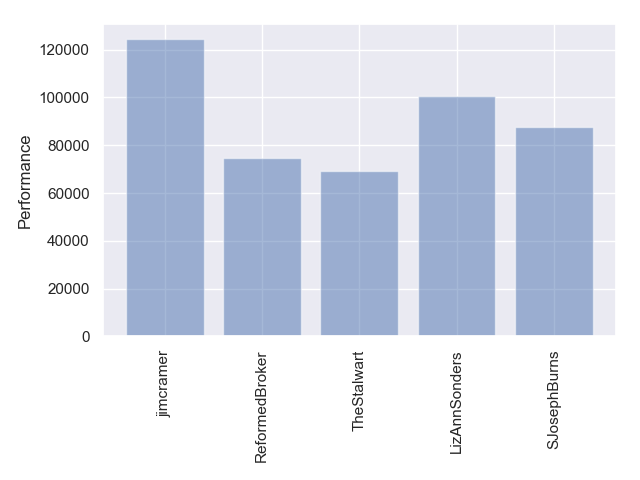 120000
100000
80000
60000
40000
20000
0
Performance
jimcramer
ReformedBroker
TheStalwart
LizAnnSonders
SJosephBurns